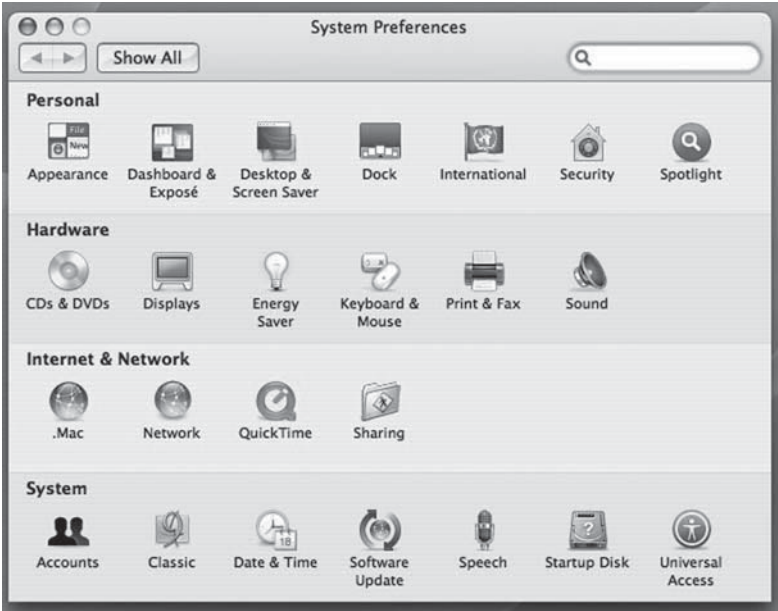 System Preferences
Show All
Personal
File
New
Appearance
Dashboard &
Exposé
Desktop &
Screen Saver
Dock
International
Security
Spotlight
Hardware
CDs & DVDs
Displays
Energy
Saver
Keyboard &
Mouse
Print & Fax
Sound
Internet & Network
.Mac
Network
QuickTime
Sharing
System
18
?
Accounts
Classic
Date & Time
Software
Update
Speech
Startup Disk
Universal
Access